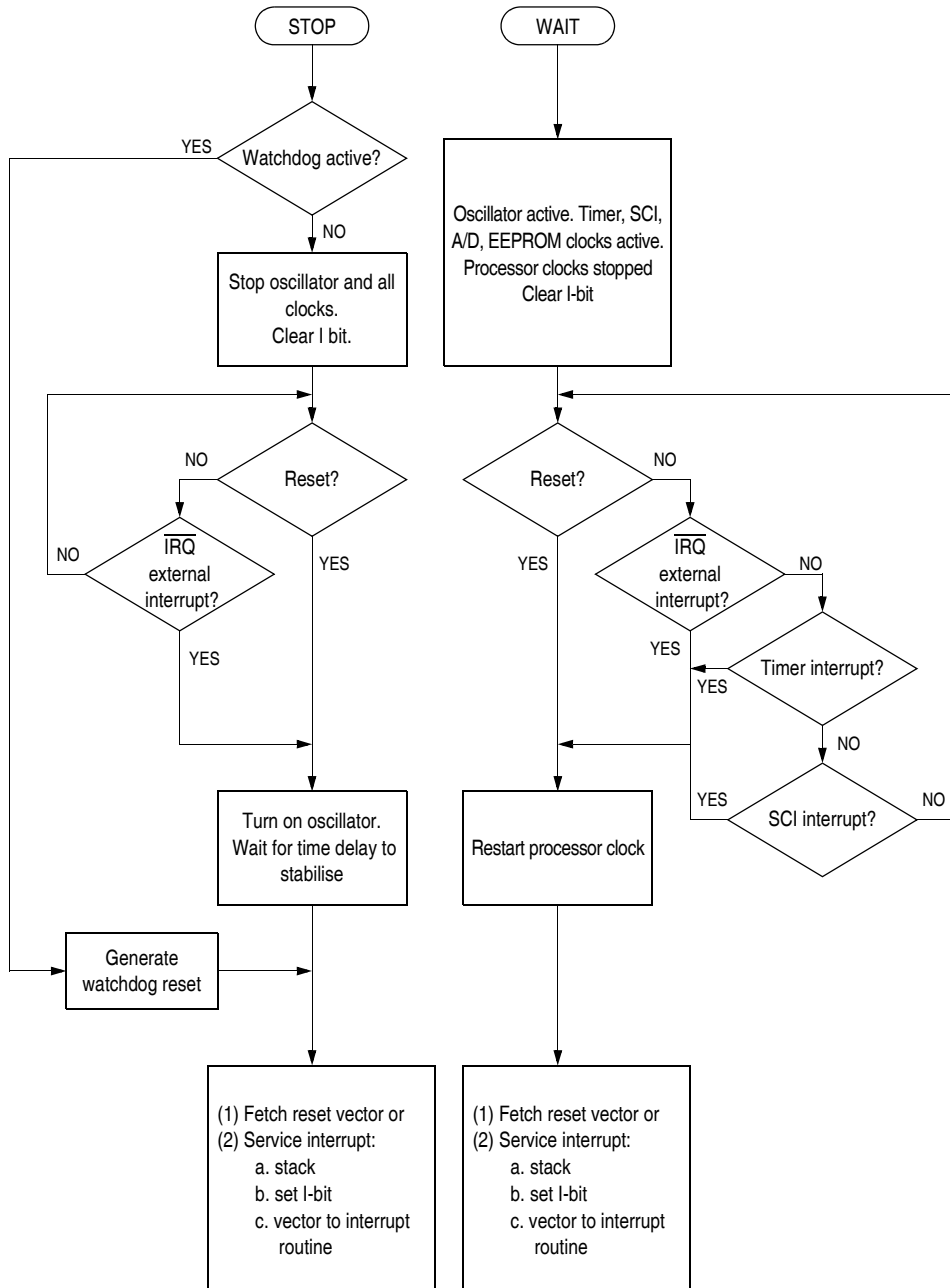 STOP
Watchdog active?
YES
NO
Stop oscillator and all
clocks.
Clear I bit.
Reset?
NO
YES
IRQ
external
interrupt?
NO
YES
Turn on oscillator.
Wait for time delay to
stabilise
Generate
watchdog reset
(1) Fetch reset vector or
(2) Service interrupt:
a. stack
b. set I-bit
c. vector to interrupt
routine
WAIT
Oscillator active. Timer, SCI,
A/D, EEPROM clocks active.
Processor clocks stopped
Clear I-bit
Reset?
NO
YES
IRQ
external
interrupt?
NO
YES
Timer interrupt?
YES
NO
SCI interrupt?
YES
NO
Restart processor clock
(1) Fetch reset vector or
(2) Service interrupt:
a. stack
b. set I-bit
c. vector to interrupt
routine